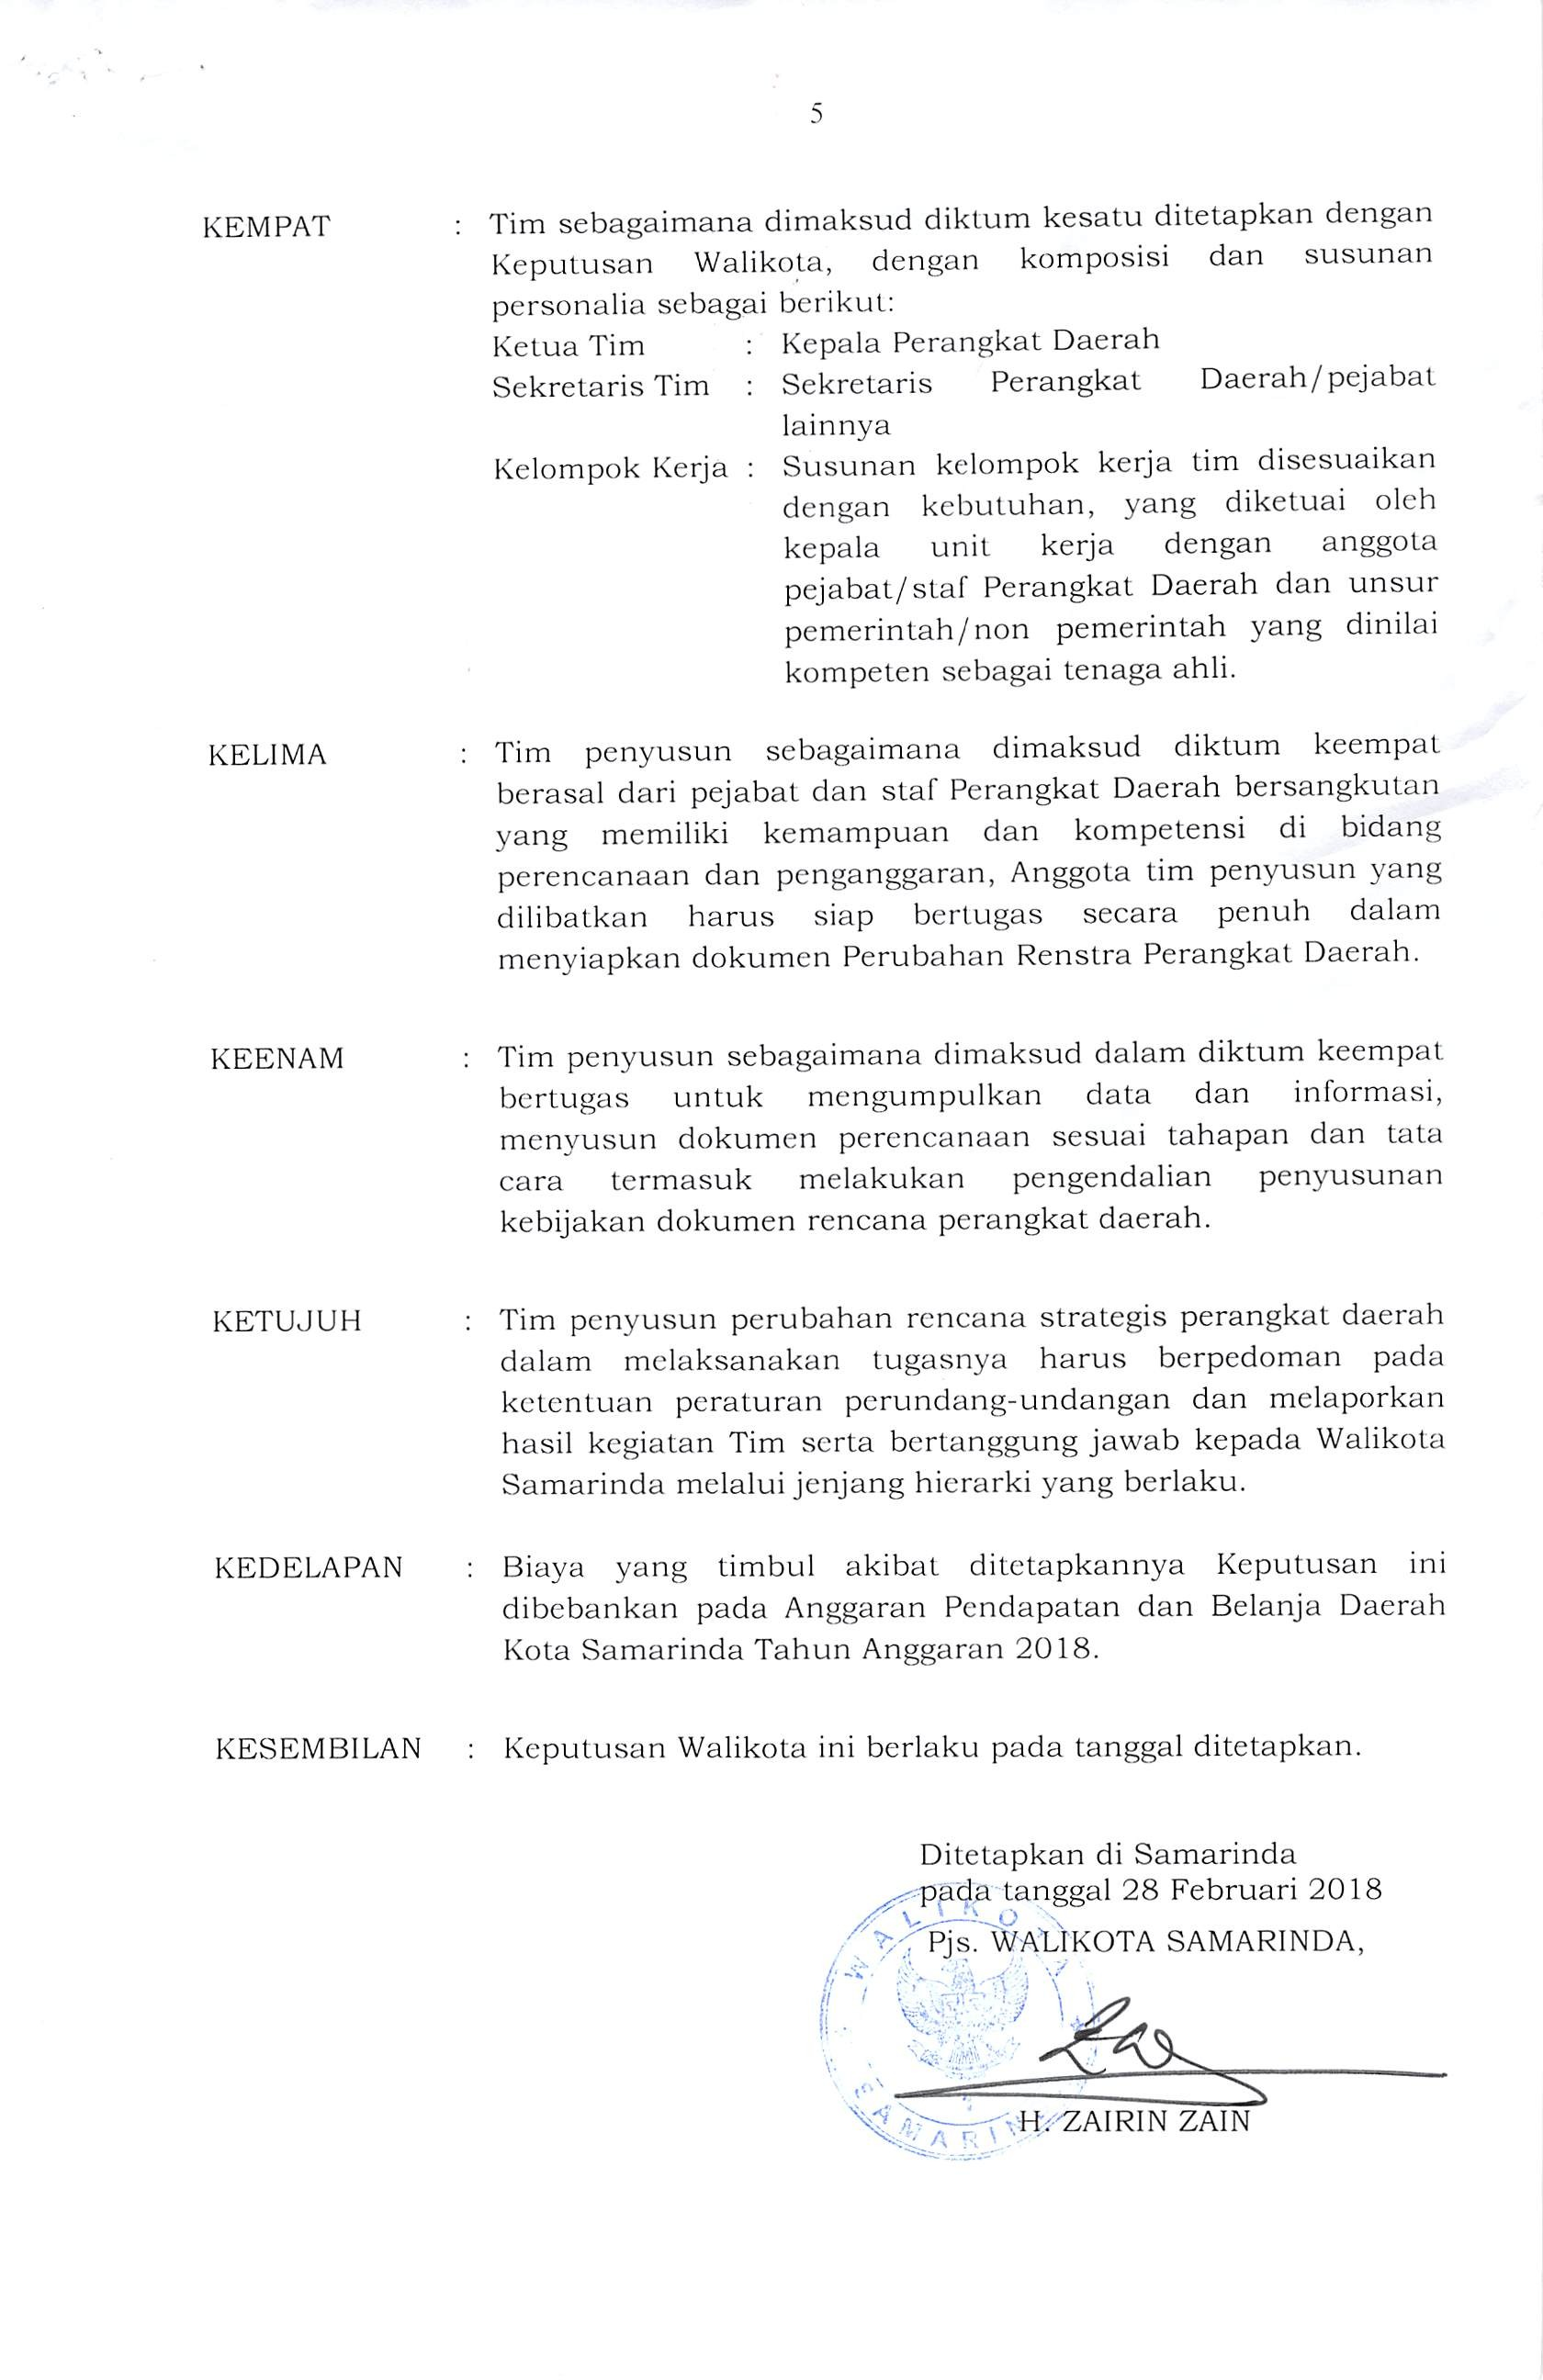 5
KEMPAT : Tim sebagaimana dimaksud diktum kesatu ditetapkan dengan
Keputusan Walikota, dengan komposisi dan susunan
personalia sebagai berikut:
Ketua Tim : Kepala Perangkat Daerah
Sekretaris Tim : Sekretaris Perangkat Daerah/pejabat
lainnya
Kelompok Kerja : Susunan kelompok kerja tim disesuaikan
dengan kebutuhan, yang diketuai oleh
kepala unit kerja dengan anggota
pejabat/staf Perangkat Daerah dan unsur
pemerintah/non pemerintah yang dinilai
kompeten sebagai tenaga ahli.
KELIMA : Tim penyusun sebagaimana dimaksud diktum keempat
berasal dari pejabat dan staf Perangkat Daerah bersangkutan
yang memiliki kemampuan dan kompetensi di bidang
perencanaan dan penganggaran, Anggota tim penyusun yang
dilibatkan harus siap bertugas secara penuh dalam
menyiapkan dokumen Perubahan Renstra Perangkat Daerah.
KEENAM : Tim penyusun sebagaimana dimaksud dalam diktum keempat
bertugas untuk mengumpulkan data dan informasi,
menyusun dokumen perencanaan sesuai tahapan dan tata
cara termasuk melakukan pengendalian penyusunan
kebijakan dokumen rencana perangkat daerah.
KETUJUH : Tim penyusun perubahan rencana strategis perangkat daerah
dalam melaksanakan tugasnya harus berpedoman pada
ketentuan peraturan perundang-undangan dan melaporkan
hasil kegiatan Tim serta bertanggung jawab kepada Walikota
Samarinda melalui jenjang hierarki yang berlaku.
KEDELAPAN : Biaya yang timbul akibat ditetapkannya Keputusan ini
dibebankan pada Anggaran Pendapatan dan Belanja Daerah
Kota Samarinda Tahun Anggaran 2018.
KESEMBILAN : Keputusan Walikota ini berlaku pada tanggal ditetapkan.
Ditetapkan di Samarinda
pada tanggal 28 Februari 2018
Pjs. WALIKOTA SAMARINDA,
WALIKOTA
H. ZAIRIN ZAIN